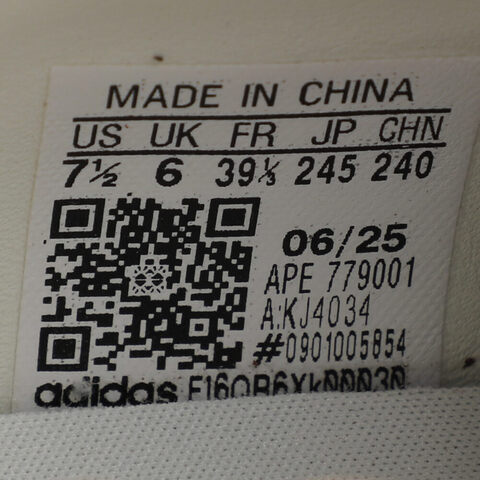 MADE IN CHINA
US UK FR JP CHN
7½ 6 39⅓ 245 240
06/25
APE 779001
A:KJ4034
#0901005854
adidas